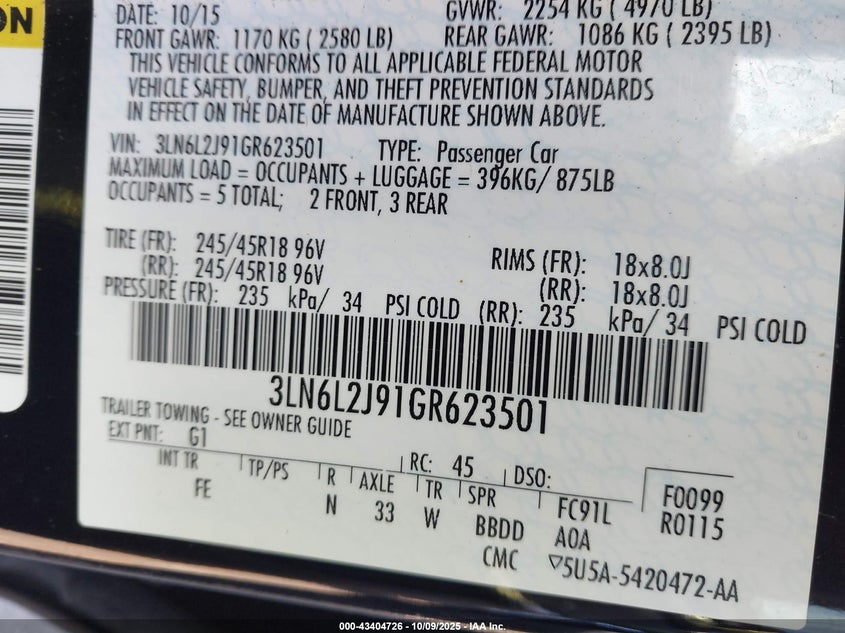 ON
DATE: 10/15 GVWR: 2254 KG ( 4970 LB)
FRONT GAWR: 1170 KG ( 2580 LB) REAR GAWR: 1086 KG ( 2395 LB)
THIS VEHICLE CONFORMS TO ALL APPLICABLE FEDERAL MOTOR
VEHICLE SAFETY, BUMPER, AND THEFT PREVENTION STANDARDS
IN EFFECT ON THE DATE OF MANUFACTURE SHOWN ABOVE.
VIN: 3LN6L2J91GR623501 TYPE: Passenger Car
MAXIMUM LOAD = OCCUPANTS + LUGGAGE = 396KG/ 875LB
OCCUPANTS = 5 TOTAL; 2 FRONT, 3 REAR
TIRE (FR): 245/45R18 96V RIMS (FR): 18x8.0J
(RR): 245/45R18 96V (RR): 18x8.0J
PRESSURE (FR): 235 kPa/ 34 PSI COLD (RR): 235 kPa/ 34 PSI COLD
3LN6L2J91GR623501
TRAILER TOWING - SEE OWNER GUIDE
EXT PNT: G1 RC: 45 DSO: F0099
INT TR TP/PS R AXLE TR SPR FC91L R0115
FE N 33 W BBDD A0A
CMC ▽5U5A-5420472-AA
000-43404726 - 10/09/2025 - IAA Inc.